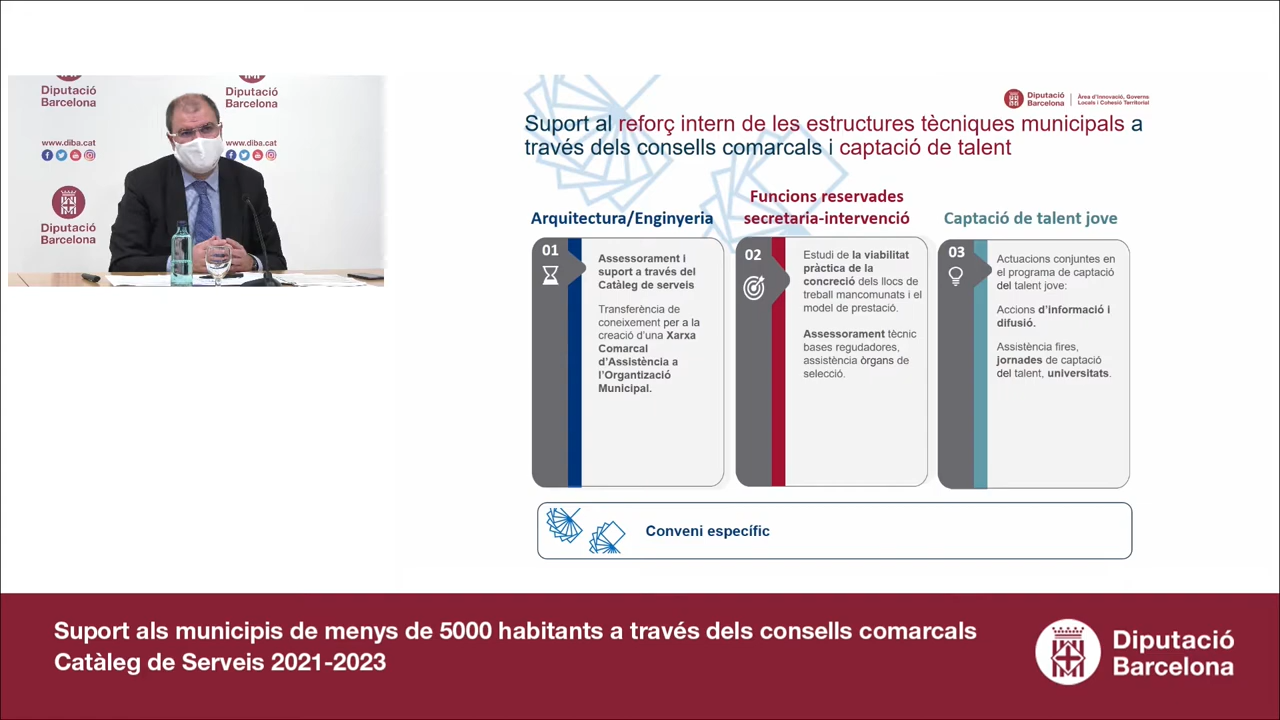 Diputació
Barcelona
Diputació
Barcelona
www.diba.cat
www.diba.cat
Diputació
Barcelona
Diputació
Barcelona
Àrea d'Innovació, Governs
Locals i Cohesió Territorial
Suport al reforç intern de les estructures tècniques municipals a
través dels consells comarcals i captació de talent
Arquitectura/Enginyeria
01
Assessorament i
suport a través del
Catàleg de serveis
Transferència de
coneixement per a la
creació d'una Xarxa
Comarcal
d'Assistència a
l'Organtizació
Municipal.
Funcions reservades
secretaria-intervenció
02
Estudi de la viabilitat
pràctica de la
concreció dels llocs de
treball mancomunats i el
model de prestació.
Assessorament tècnic
bases regudadores,
assistència òrgans de
selecció.
Captació de talent jove
03
Actuacions conjuntes en
el programa de captació
del talent jove:
Accions d'informació i
difusió.
Assistència fires,
jornades de captació
del talent, universitats.
Conveni específic
Suport als municipis de menys de 5000 habitants a través dels consells comarcals
Catàleg de Serveis 2021-2023
Diputació
Barcelona